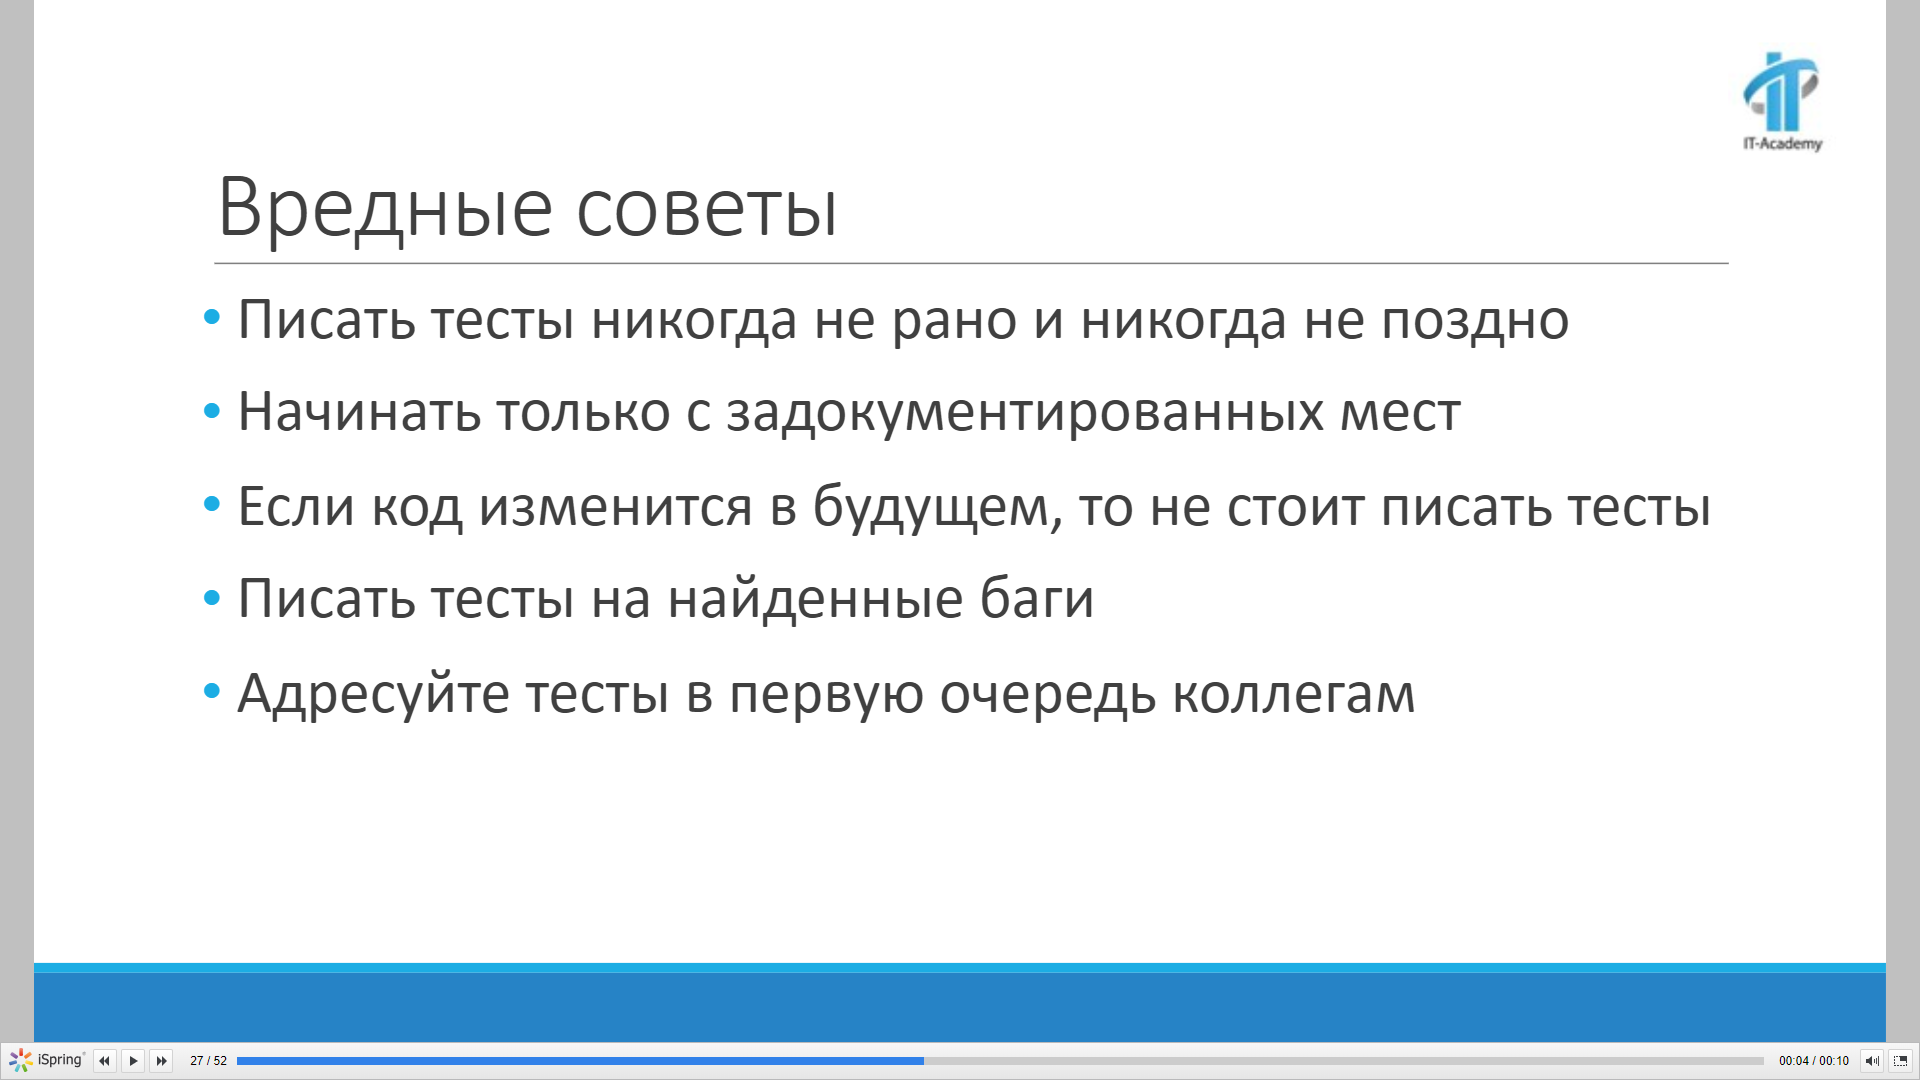 IT-Academy
Вредные советы
• Писать тесты никогда не рано и никогда не поздно
• Начинать только с задокументированных мест
• Если код изменится в будущем, то не стоит писать тесты
• Писать тесты на найденные баги
• Адресуйте тесты в первую очередь коллегам
iSpring 27 / 52 00:04 / 00:10